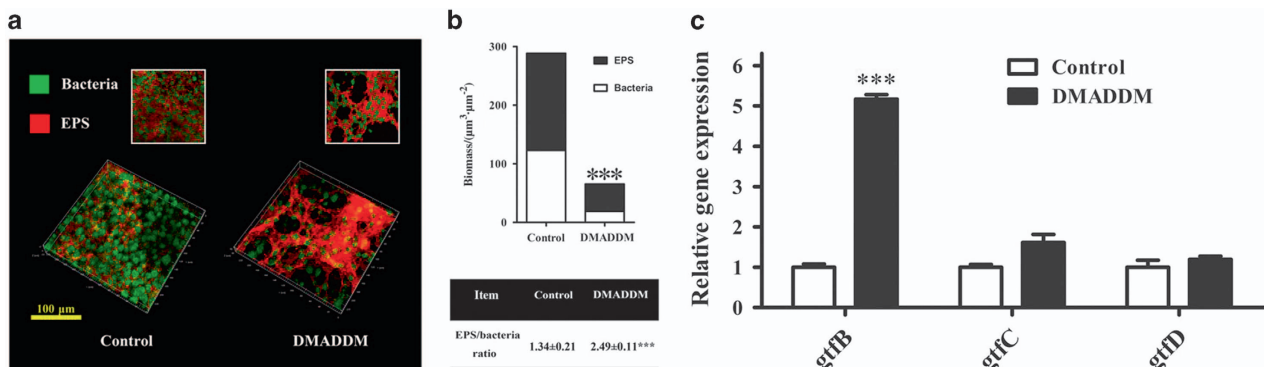 a
Bacteria
EPS
100 μm
Control
DMADDM
b
Biomass/(μm³·μm⁻²)
300
200
100
0
EPS
Bacteria
***
Control
DMADDM
Item Control DMADDM
EPS/bacteria
ratio
1.34±0.21 2.49±0.11***
c
Relative gene expression
6
5
4
3
2
1
0
***
Control
DMADDM
gtfB
gtfC
gtfD